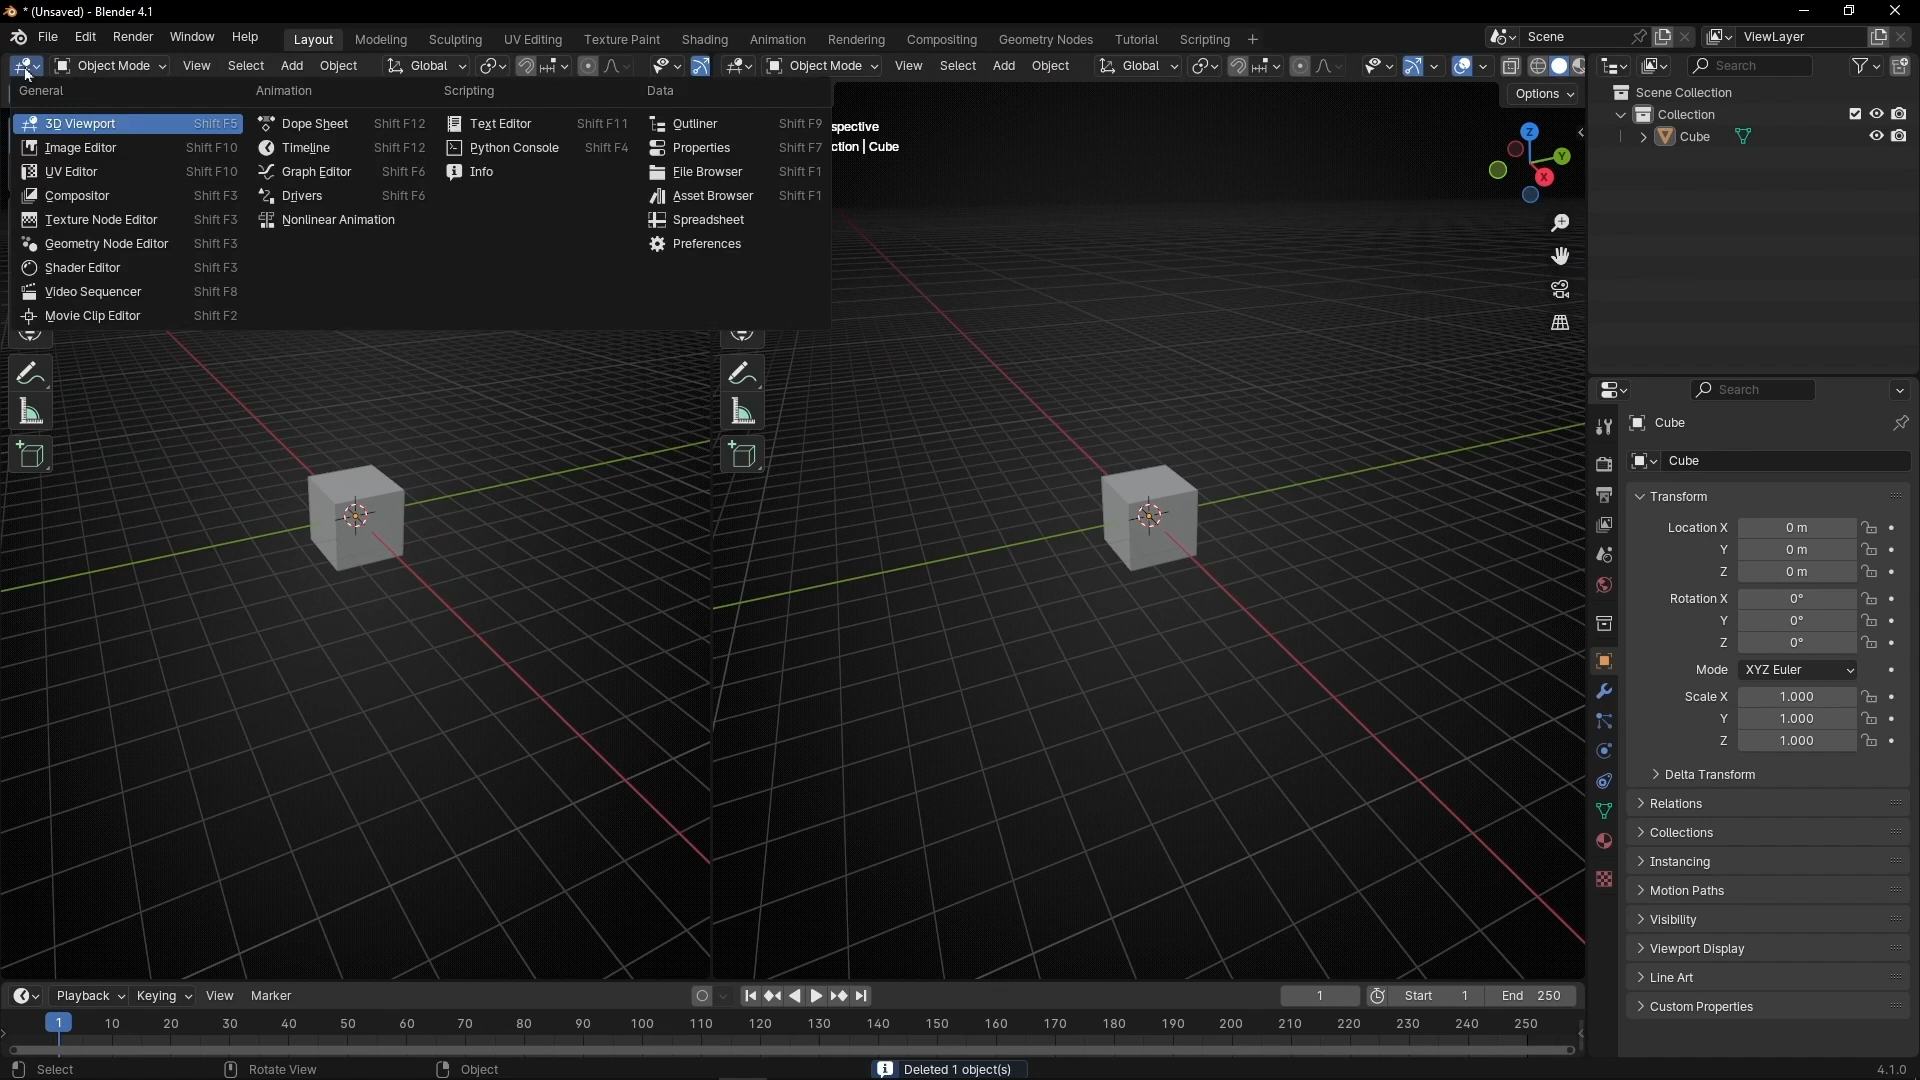 * (Unsaved) - Blender 4.1
File Edit Render Window Help Layout Modeling Sculpting UV Editing Texture Paint Shading Animation Rendering Compositing Geometry Nodes Tutorial Scripting + Scene ViewLayer
Object Mode View Select Add Object Global Object Mode View Select Add Object Global Search
General Animation Scripting Data
3D Viewport Shift F5
Image Editor Shift F10
UV Editor Shift F10
Compositor Shift F3
Texture Node Editor Shift F3
Geometry Node Editor Shift F3
Shader Editor Shift F3
Video Sequencer Shift F8
Movie Clip Editor Shift F2
Dope Sheet Shift F12
Timeline Shift F12
Graph Editor Shift F6
Drivers Shift F6
Nonlinear Animation
Text Editor Shift F11
Python Console Shift F4
Info
Outliner Shift F9
Properties Shift F7
File Browser Shift F1
Asset Browser Shift F1
Spreadsheet
Preferences
Options
spective
ction | Cube
Z
Y
X
Scene Collection
Collection
Cube
Search
Cube
Cube
Transform
Location X 0 m
Y 0 m
Z 0 m
Rotation X 0°
Y 0°
Z 0°
Mode XYZ Euler
Scale X 1.000
Y 1.000
Z 1.000
Delta Transform
Relations
Collections
Instancing
Motion Paths
Visibility
Viewport Display
Line Art
Custom Properties
Playback Keying View Marker 1 Start 1 End 250
1 10 20 30 40 50 60 70 80 90 100 110 120 130 140 150 160 170 180 190 200 210 220 230 240 250
Select Rotate View Object Deleted 1 object(s) 4.1.0